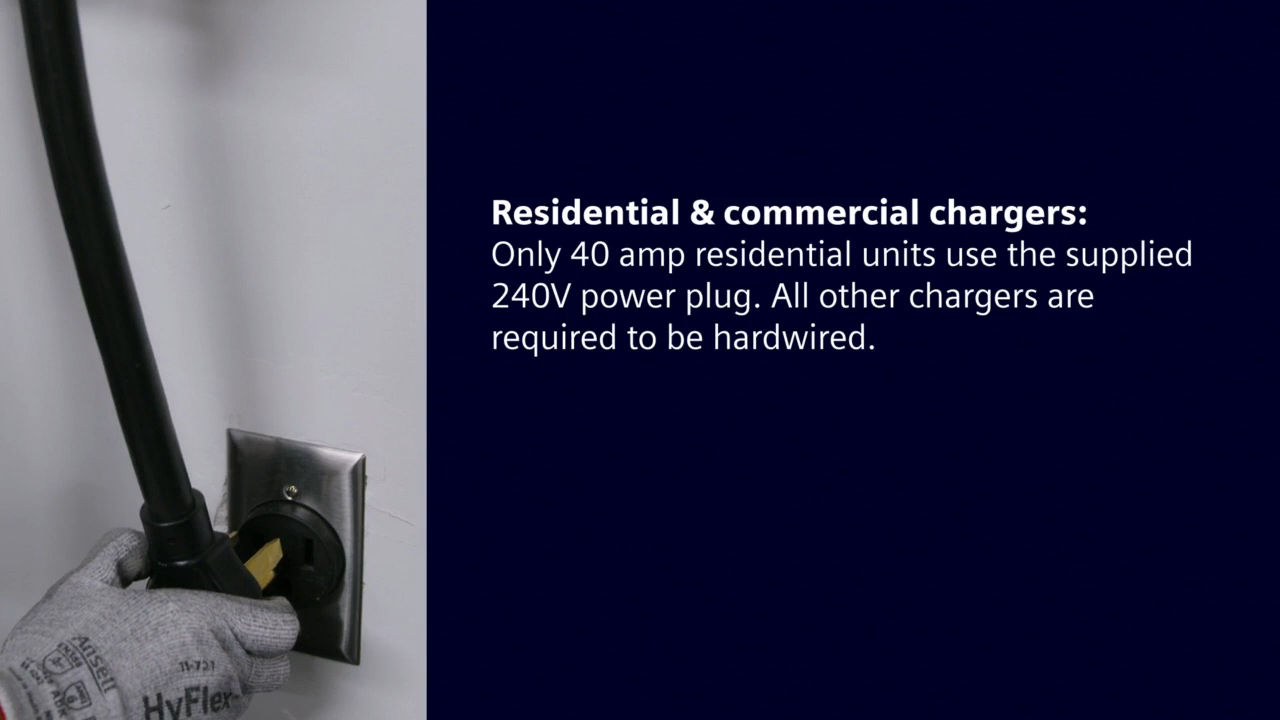 Residential & commercial chargers:
Only 40 amp residential units use the supplied
240V power plug. All other chargers are
required to be hardwired.
Ansell
11-731
HyFlex